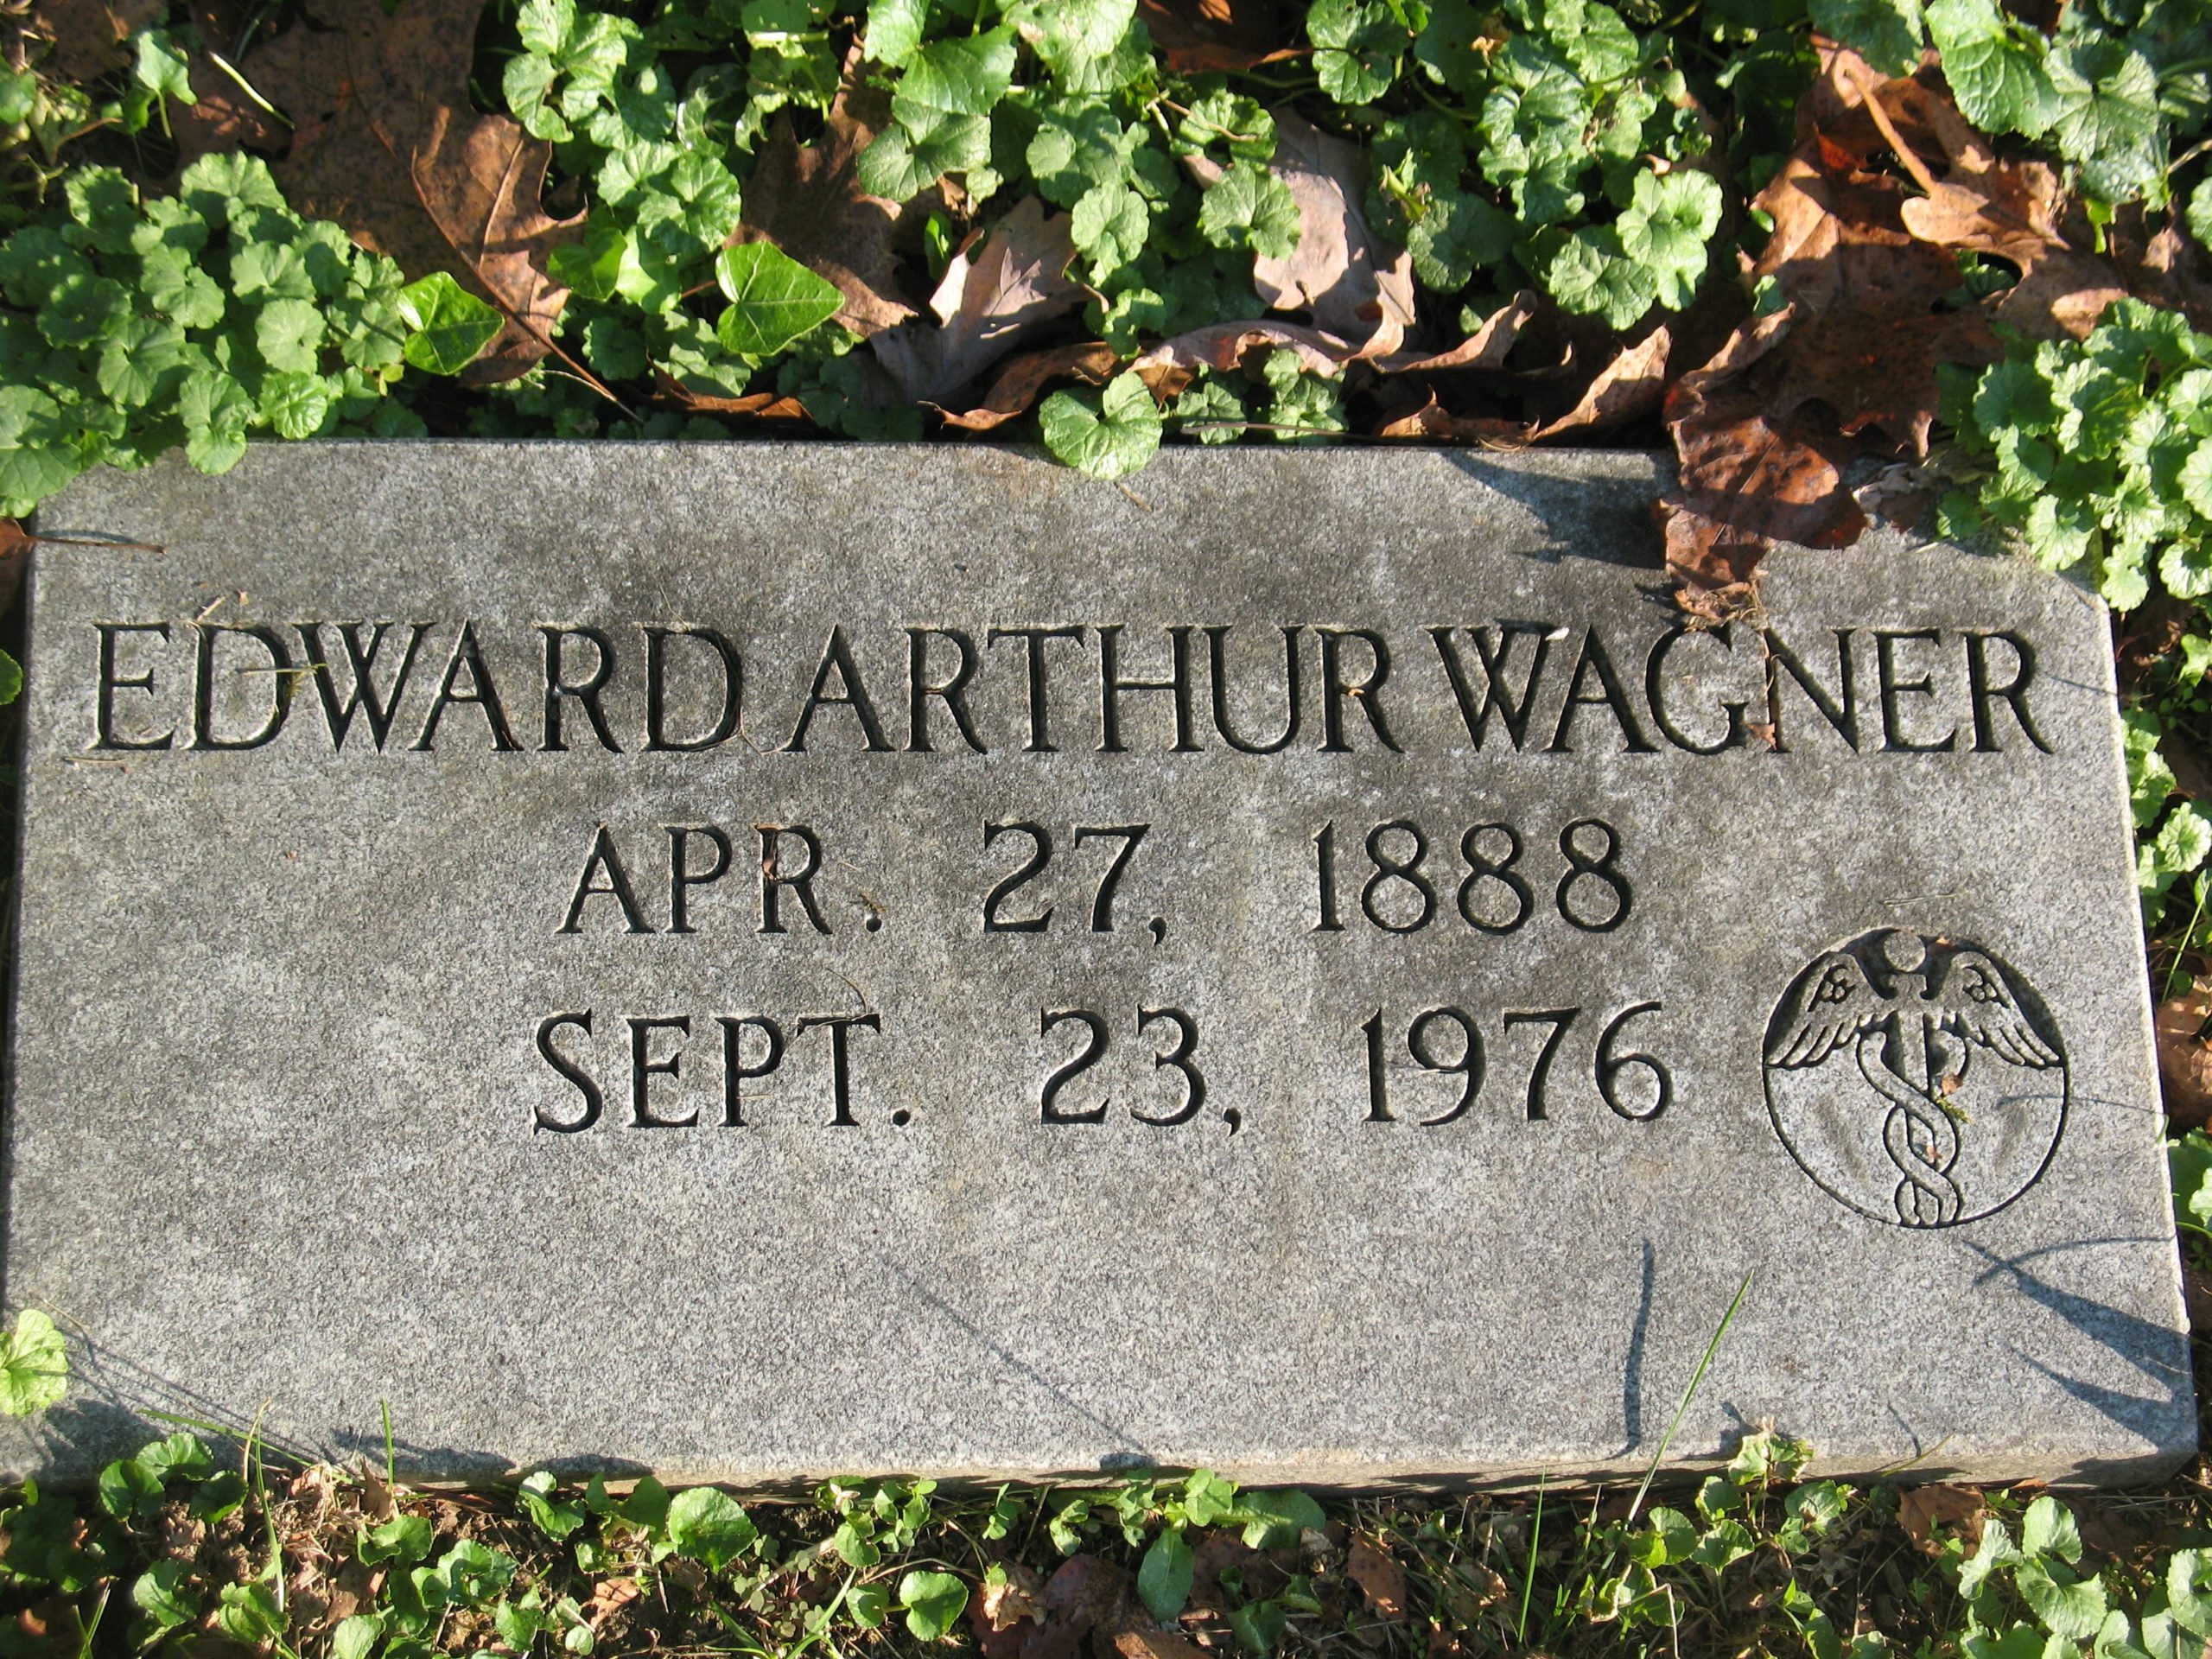 EDWARD ARTHUR WAGNER
APR. 27, 1888
SEPT. 23, 1976